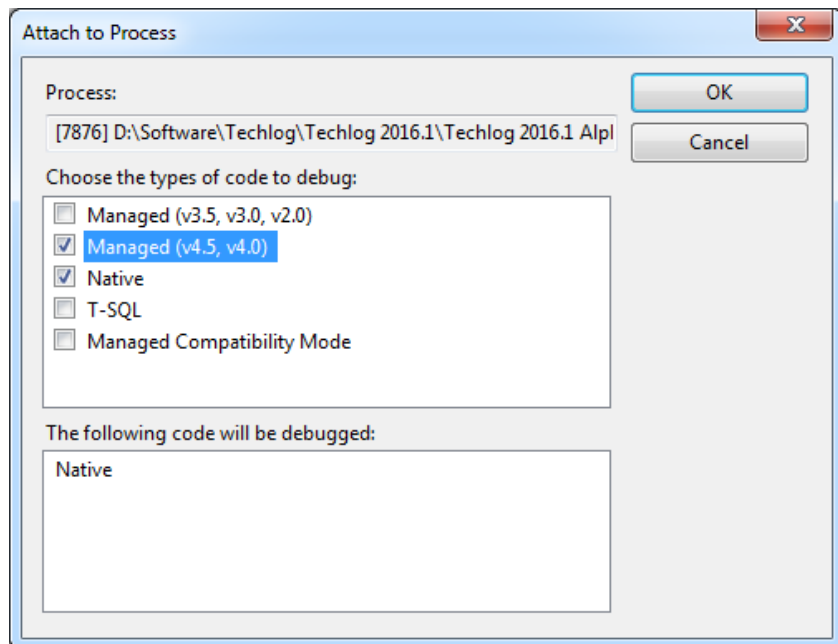 Attach to Process
Process:
OK
[7876] D:\Software\Techlog\Techlog 2016.1\Techlog 2016.1 Alpl
Cancel
Choose the types of code to debug:
Managed (v3.5, v3.0, v2.0)
Managed (v4.5, v4.0)
Native
T-SQL
Managed Compatibility Mode
The following code will be debugged:
Native